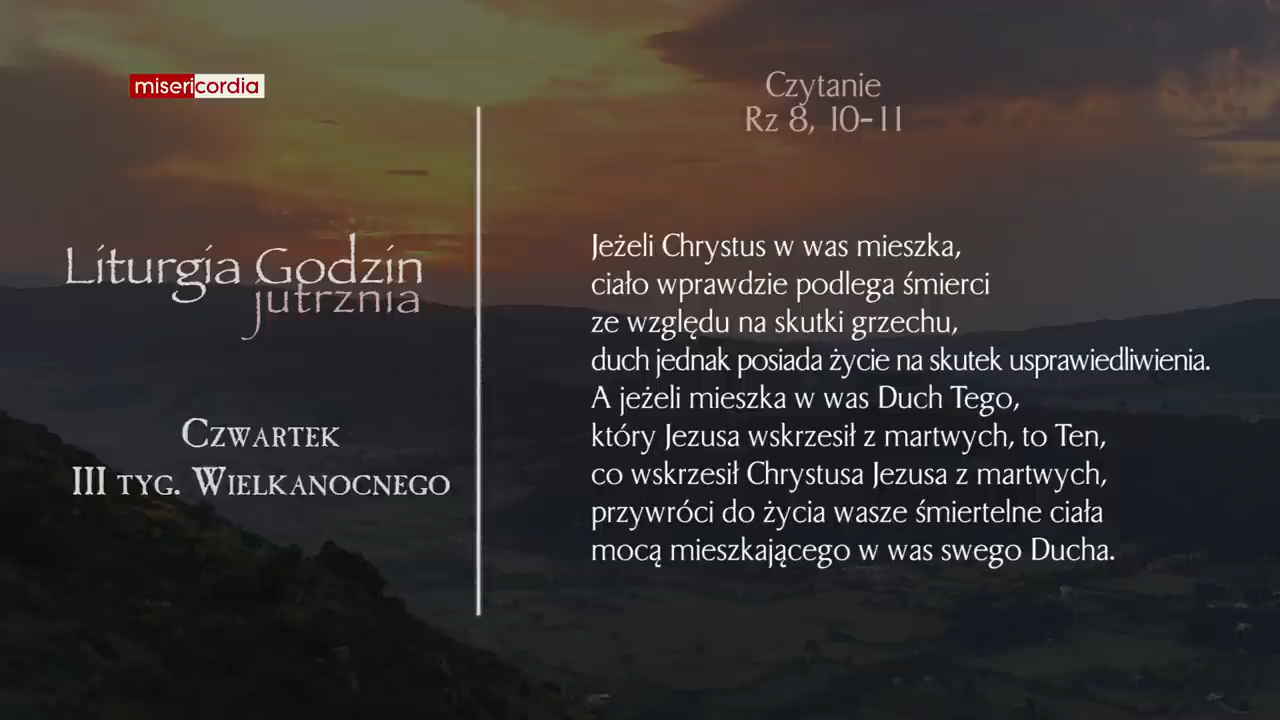 misericordia
Liturgia Godzin
jutrznia
Czwartek
III tyg. Wielkanocnego
Czytanie
Rz 8, 10-11
Jeżeli Chrystus w was mieszka,
ciało wprawdzie podlega śmierci
ze względu na skutki grzechu,
duch jednak posiada życie na skutek usprawiedliwienia.
A jeżeli mieszka w was Duch Tego,
który Jezusa wskrzesił z martwych, to Ten,
co wskrzesił Chrystusa Jezusa z martwych,
przywróci do życia wasze śmiertelne ciała
mocą mieszkającego w was swego Ducha.